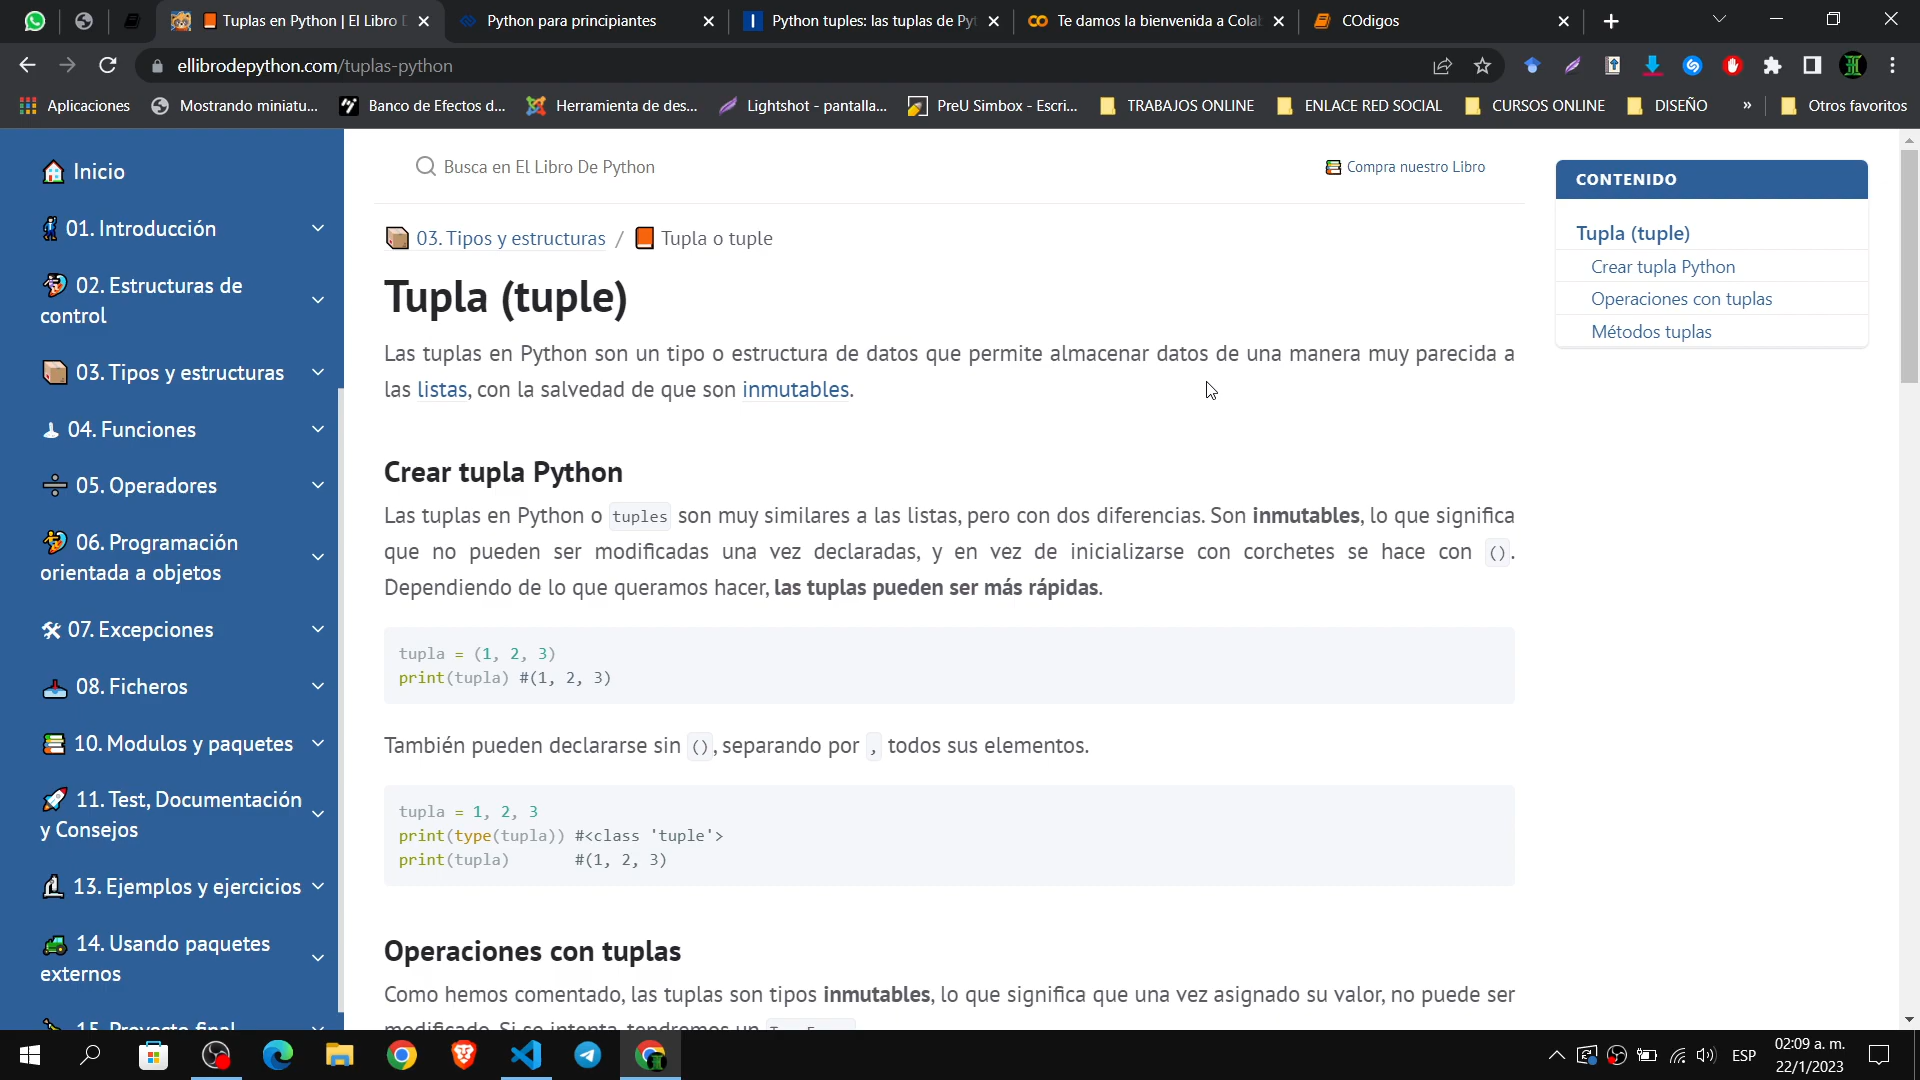 Tuplas en Python | El Libro D
Python para principiantes
Python tuples: las tuplas de Pyt
Te damos la bienvenida a Colab
COdigos
ellibrodepython.com/tuplas-python
Aplicaciones
Mostrando miniatu...
Banco de Efectos d...
Herramienta de des...
Lightshot - pantalla...
PreU Simbox - Escri...
TRABAJOS ONLINE
ENLACE RED SOCIAL
CURSOS ONLINE
DISEÑO
»
Otros favoritos
Inicio
01. Introducción
02. Estructuras de
control
03. Tipos y estructuras
04. Funciones
05. Operadores
06. Programación
orientada a objetos
07. Excepciones
08. Ficheros
10. Modulos y paquetes
11. Test, Documentación
y Consejos
13. Ejemplos y ejercicios
14. Usando paquetes
externos
15. Proyecto final
Busca en El Libro De Python
Compra nuestro Libro
03. Tipos y estructuras / Tupla o tuple
Tupla (tuple)
Las tuplas en Python son un tipo o estructura de datos que permite almacenar datos de una manera muy parecida a
las listas, con la salvedad de que son inmutables.
Crear tupla Python
Las tuplas en Python o tuples son muy similares a las listas, pero con dos diferencias. Son inmutables, lo que significa
que no pueden ser modificadas una vez declaradas, y en vez de inicializarse con corchetes se hace con ().
Dependiendo de lo que queramos hacer, las tuplas pueden ser más rápidas.
tupla = (1, 2, 3)
print(tupla) #(1, 2, 3)
También pueden declararse sin (), separando por , todos sus elementos.
tupla = 1, 2, 3
print(type(tupla)) #<class 'tuple'>
print(tupla)       #(1, 2, 3)
Operaciones con tuplas
Como hemos comentado, las tuplas son tipos inmutables, lo que significa que una vez asignado su valor, no puede ser
modificado. Si se intenta, tendremos un TypeError.
CONTENIDO
Tupla (tuple)
Crear tupla Python
Operaciones con tuplas
Métodos tuplas
ESP
02:09 a. m.
22/1/2023